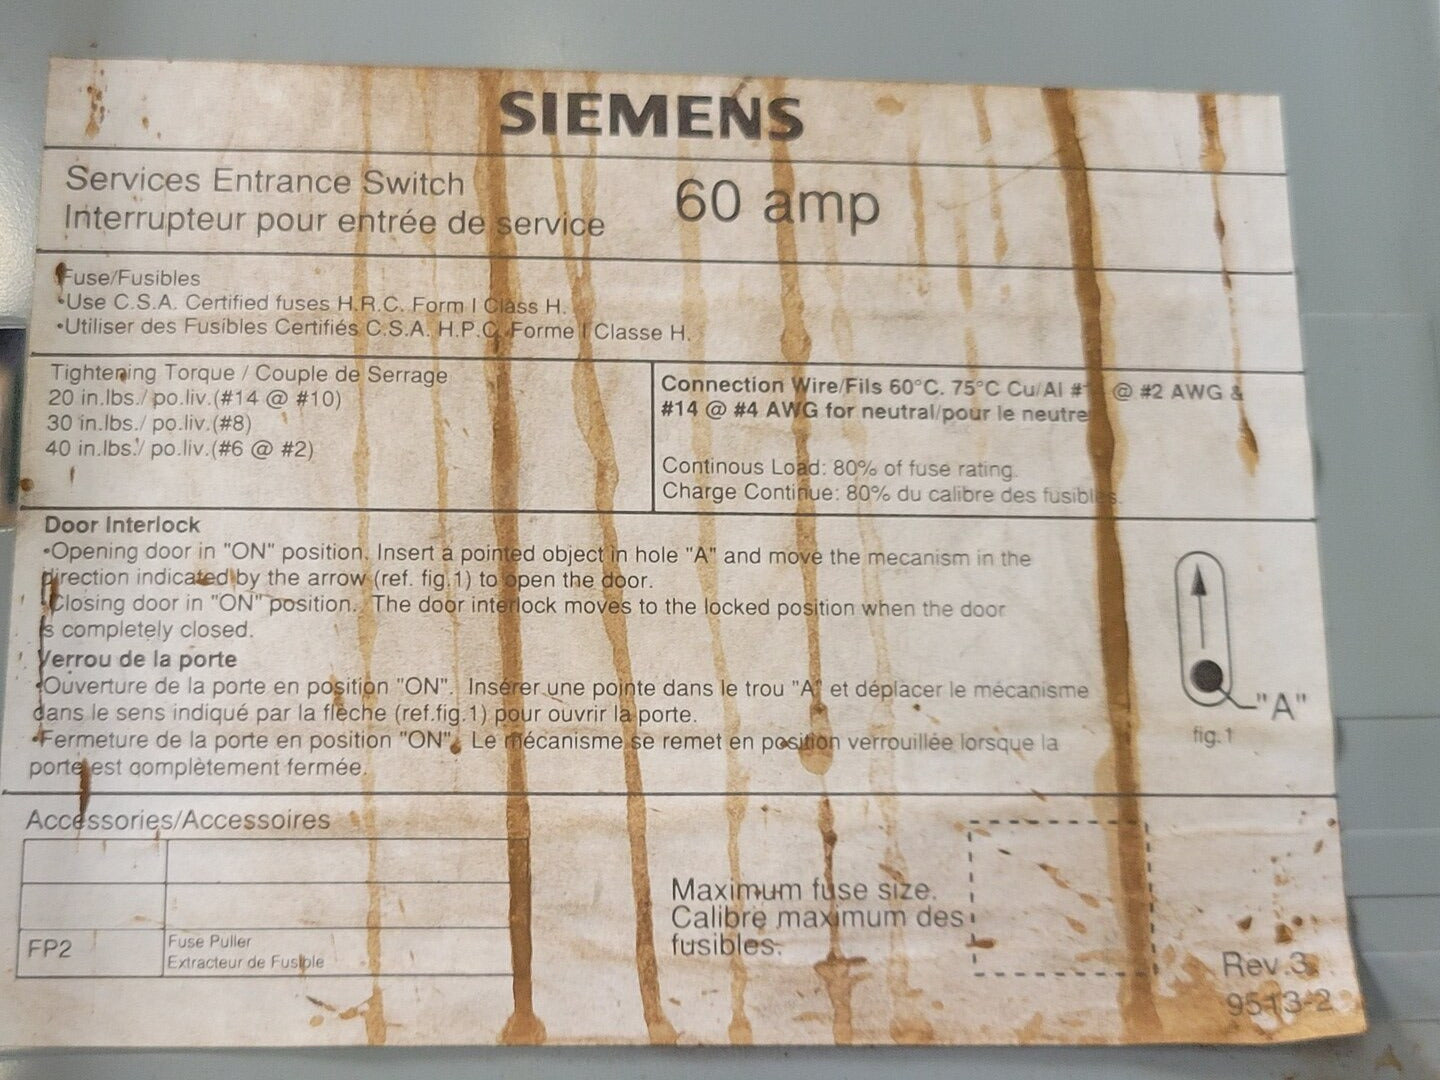 SIEMENS
Services Entrance Switch
Interrupteur pour entrée de service
60 amp
Fuse/Fusibles
•Use C.S.A. Certified fuses H.R.C. Form I Class H.
•Utiliser des Fusibles Certifiés C.S.A. H.P.C. Forme I Classe H.
Tightening Torque / Couple de Serrage
20 in.lbs./ po.liv.(#14 @ #10)
30 in.lbs./ po.liv.(#8)
40 in.lbs./ po.liv.(#6 @ #2)
Connection Wire/Fils 60°C. 75°C Cu/Al @ #2 AWG &
#14 @ #4 AWG for neutral/pour le neutre
Continous Load: 80% of fuse rating.
Charge Continue: 80% du calibre des fusibles.
Door Interlock
•Opening door in "ON" position. Insert a pointed object in hole "A" and move the mecanism in the
direction indicated by the arrow (ref. fig.1) to open the door.
•Closing door in "ON" position. The door interlock moves to the locked position when the door
is completely closed.
Verrou de la porte
•Ouverture de la porte en position "ON". Insérer une pointe dans le trou "A" et déplacer le mécanisme
dans le sens indiqué par la flèche (ref.fig.1) pour ouvrir la porte.
•Fermeture de la porte en position "ON". Le mécanisme se remet en position verrouillée lorsque la
porte est complètement fermée.
"A"
fig.1
Accessories/Accessoires
FP2
Fuse Puller
Extracteur de Fusible
Maximum fuse size.
Calibre maximum des
fusibles.
Rev.3
9513-2